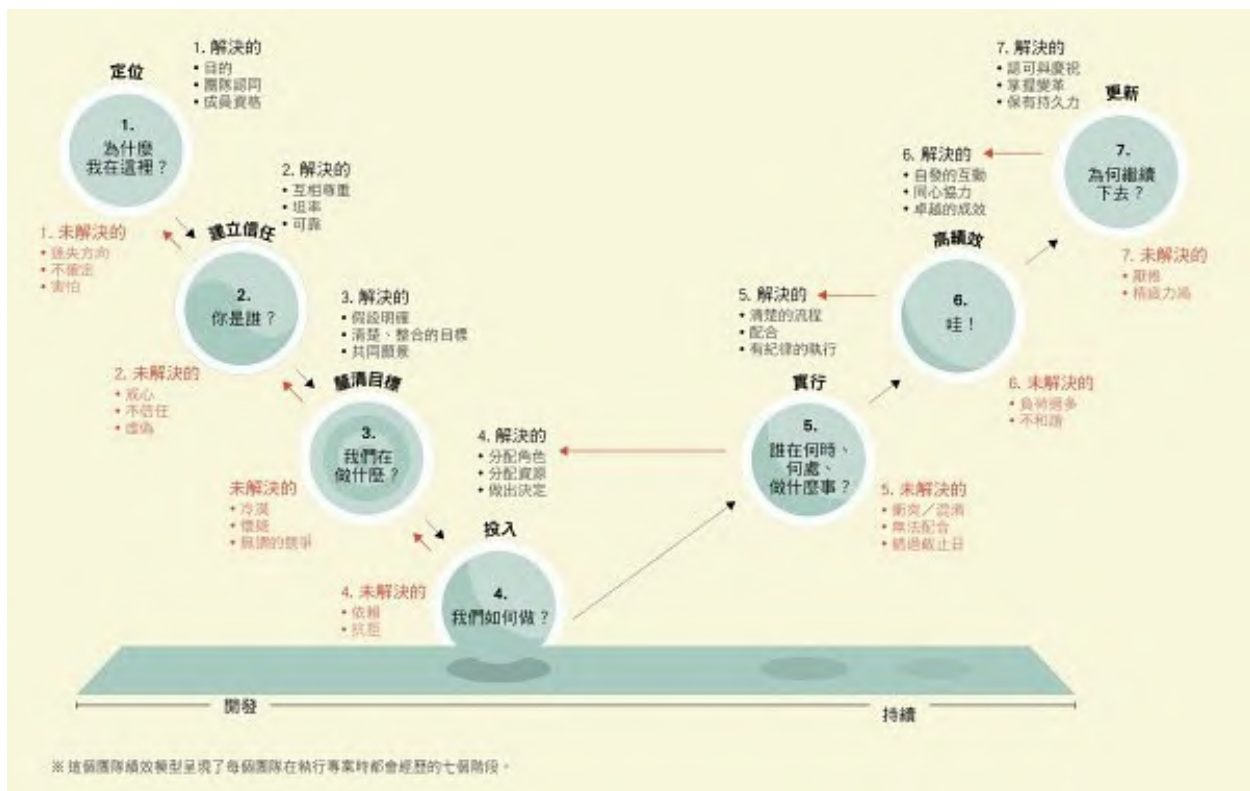 定位
1.
為什麼
我在這裡？
1. 解決的
• 目的
• 團隊認同
• 成員資格
1. 未解決的
• 迷失方向
• 不確定
• 害怕
建立信任
2.
你是誰？
2. 解決的
• 互相尊重
• 坦率
• 可靠
2. 未解決的
• 戒心
• 不信任
• 虛偽
釐清目標
3.
我們在
做什麼？
3. 解決的
• 假設明確
• 清楚、整合的目標
• 共同願景
未解決的
• 冷漠
• 懷疑
• 無謂的競爭
投入
4.
我們如何做？
4. 解決的
• 分配角色
• 分配資源
• 做出決定
4. 未解決的
• 依賴
• 抗拒
實行
5.
誰在何時、
何處、
做什麼事？
5. 解決的
• 清楚的流程
• 配合
• 有紀律的執行
5. 未解決的
• 衝突／混淆
• 無法配合
• 錯過截止日
高績效
6.
哇！
6. 解決的
• 自發的互動
• 同心協力
• 卓越的成效
6. 未解決的
• 負荷過多
• 不和諧
更新
7.
為何繼續
下去？
7. 解決的
• 認可與慶祝
• 掌握變革
• 保有持久力
7. 未解決的
• 厭倦
• 精疲力竭
開發
持續
※ 這個團隊績效模型呈現了每個團隊在執行專案時都會經歷的七個階段。